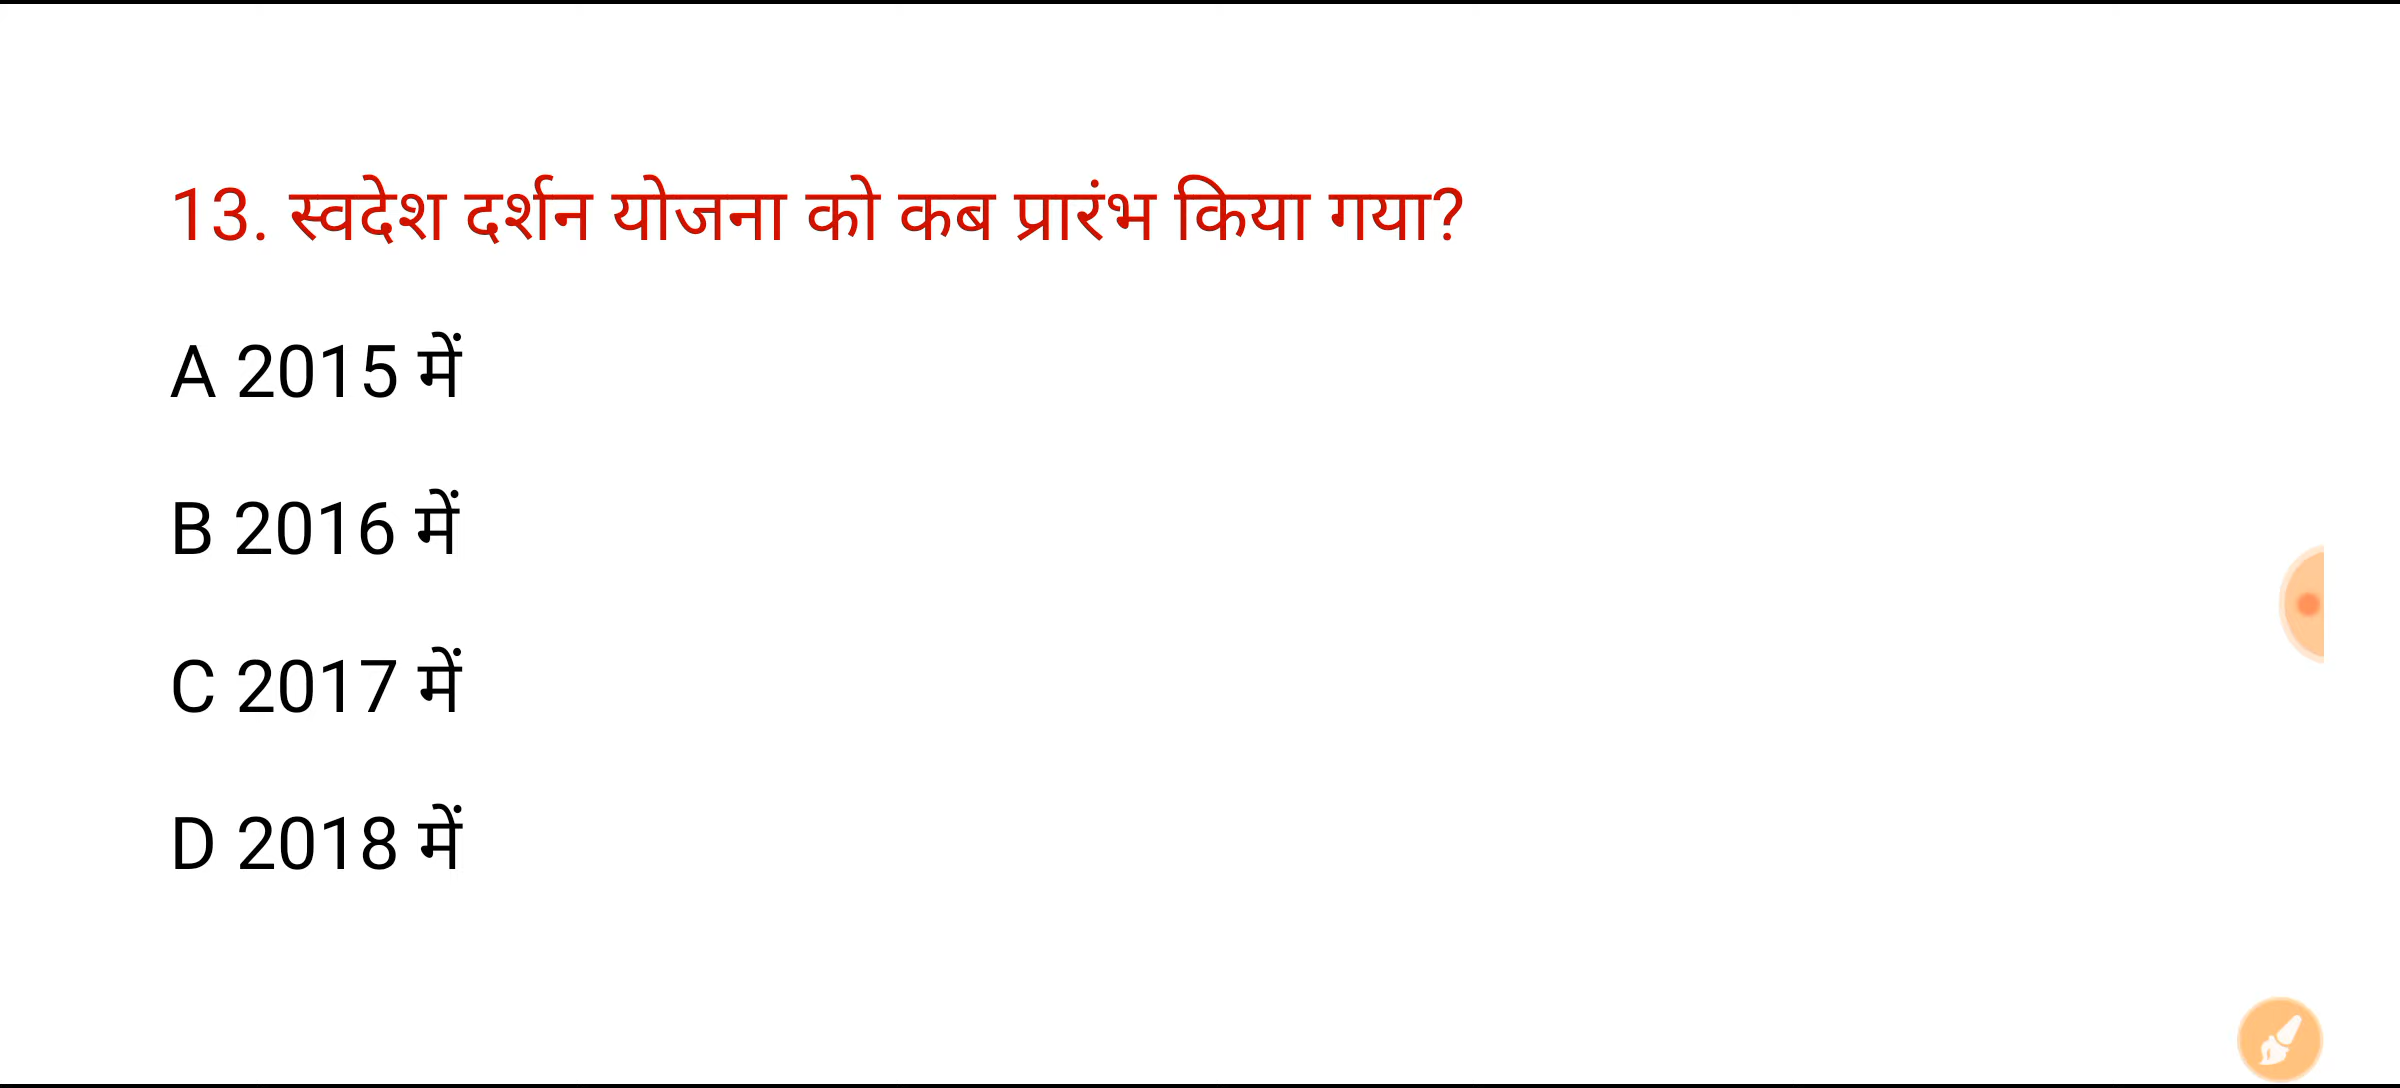 13. स्वदेश दर्शन योजना को कब प्रारंभ किया गया?
A 2015 में
B 2016 में
C 2017 में
D 2018 में